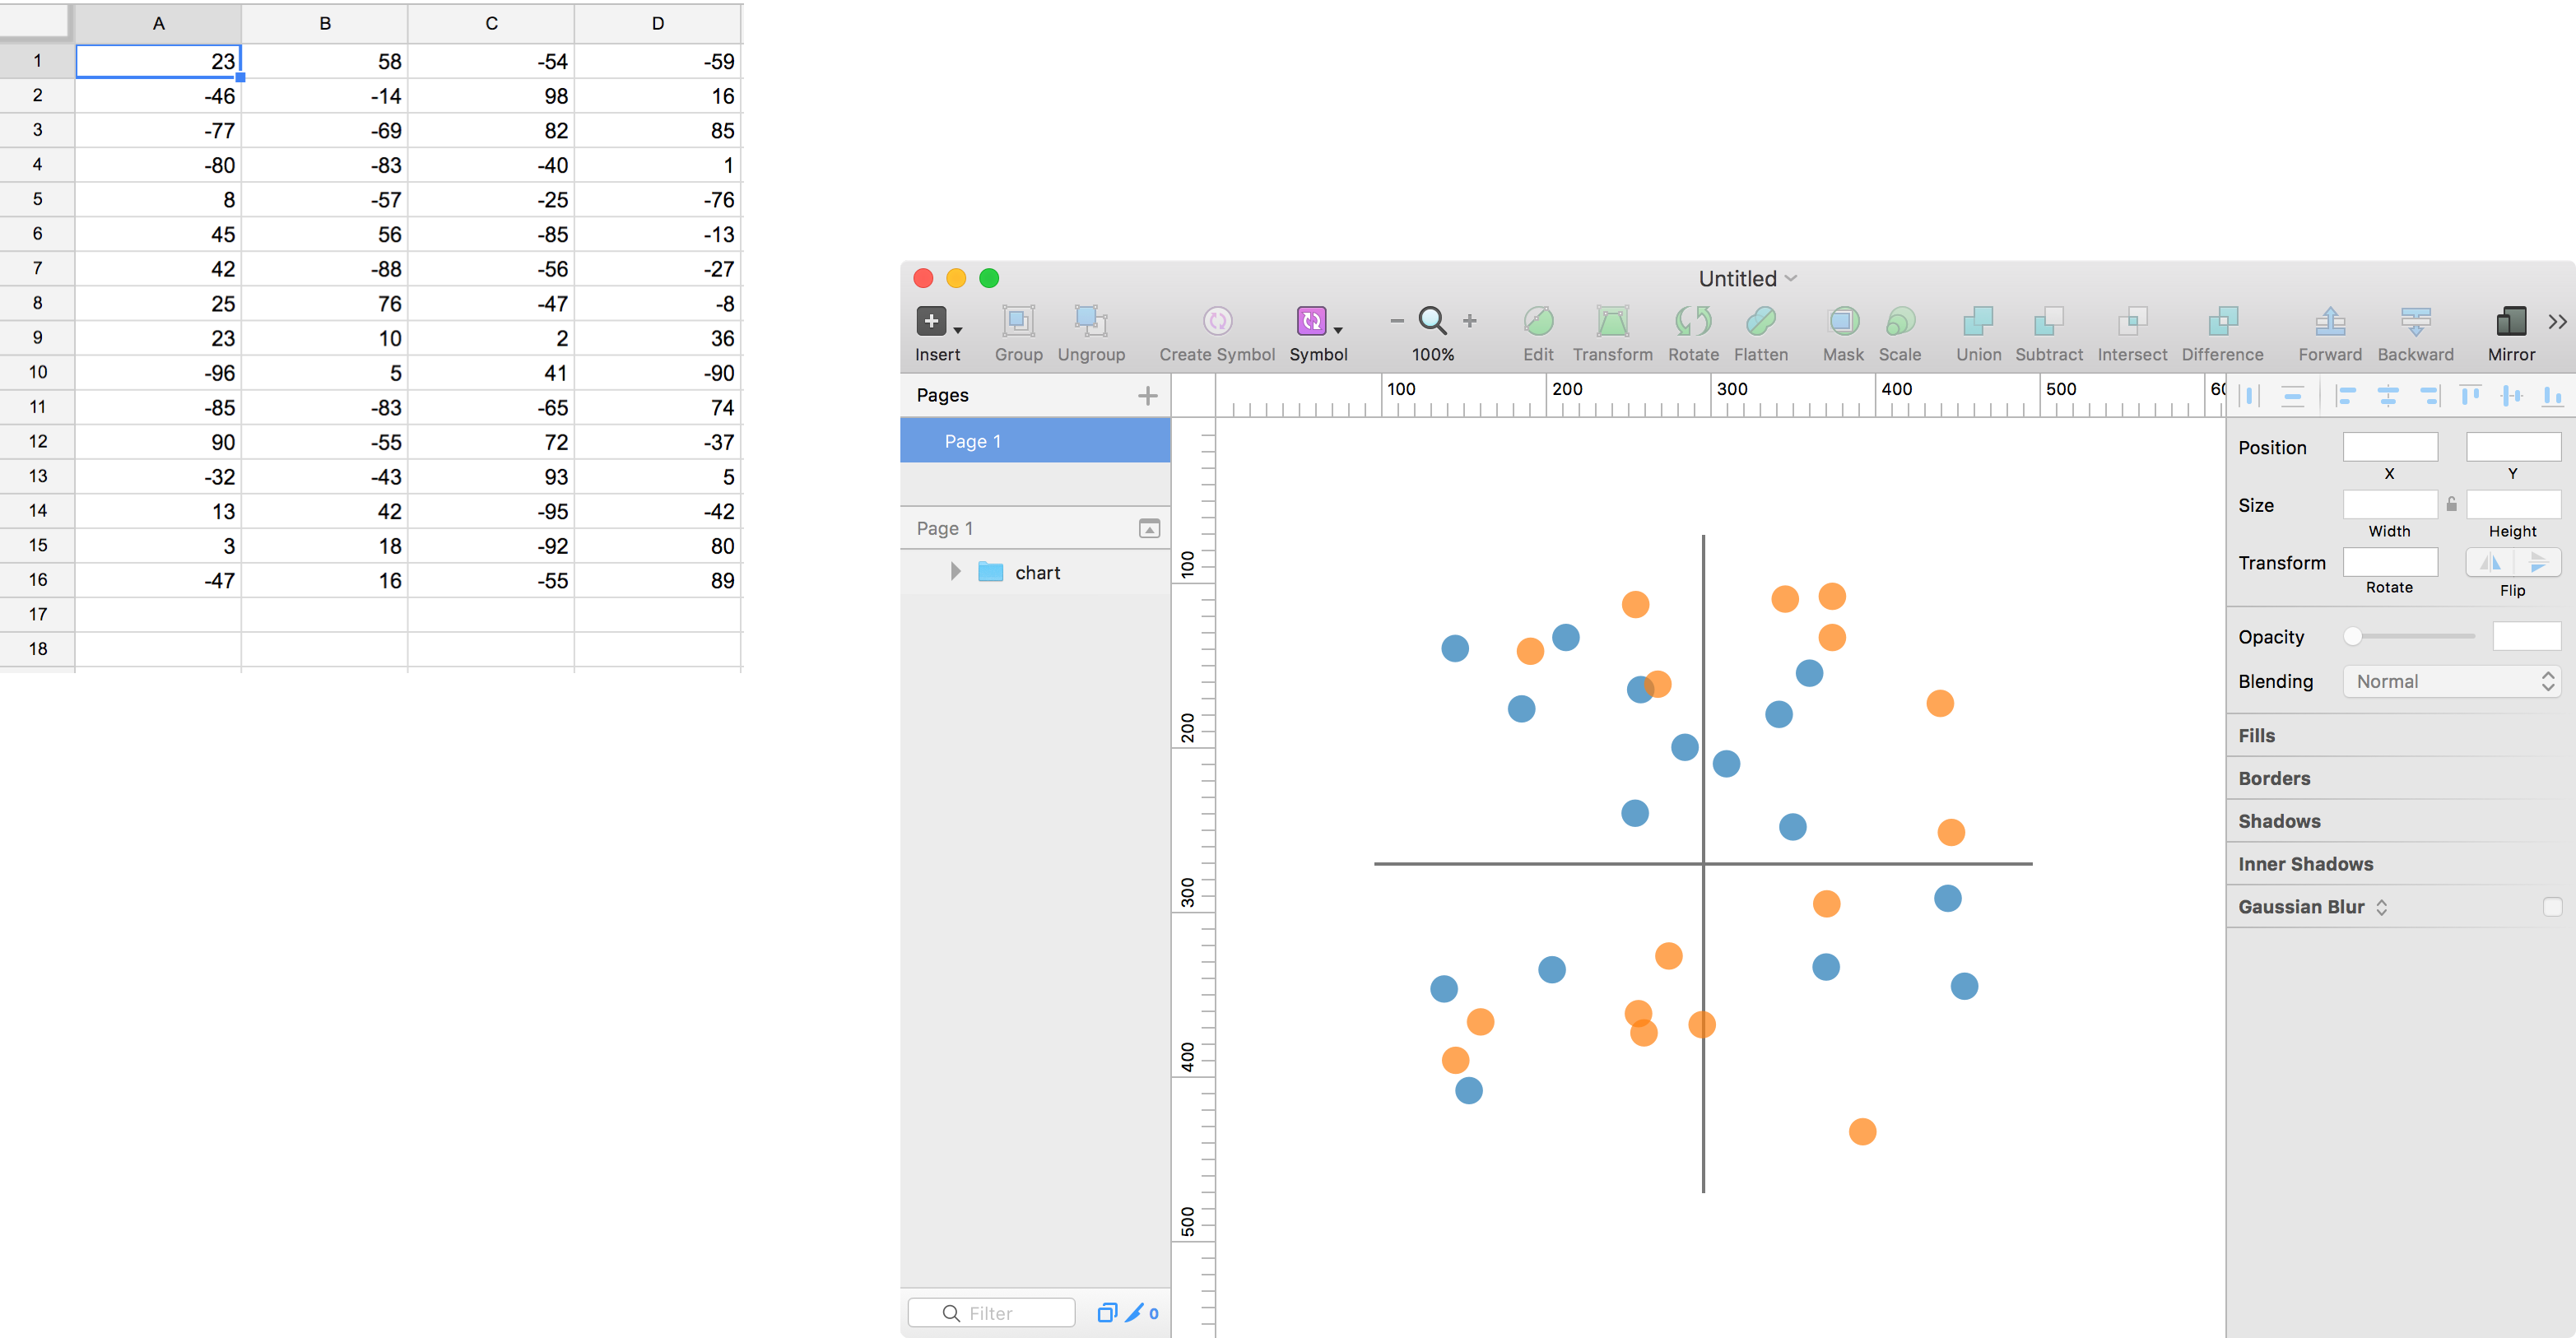 A B C D
1 23 58 -54 -59
2 -46 -14 98 16
3 -77 -69 82 85
4 -80 -83 -40 1
5 8 -57 -25 -76
6 45 56 -85 -13
7 42 -88 -56 -27
8 25 76 -47 -8
9 23 10 2 36
10 -96 5 41 -90
11 -85 -83 -65 74
12 90 -55 72 -37
13 -32 -43 93 5
14 13 42 -95 -42
15 3 18 -92 80
16 -47 16 -55 89
17
18
Untitled
Insert Group Ungroup Create Symbol Symbol 100% Edit Transform Rotate Flatten Mask Scale Union Subtract Intersect Difference Forward Backward Mirror
Pages
100 200 300 400 500
Page 1
Page 1
chart
100
200
300
400
500
Filter
0
Position
X Y
Size
Width Height
Transform
Rotate Flip
Opacity
Blending Normal
Fills
Borders
Shadows
Inner Shadows
Gaussian Blur